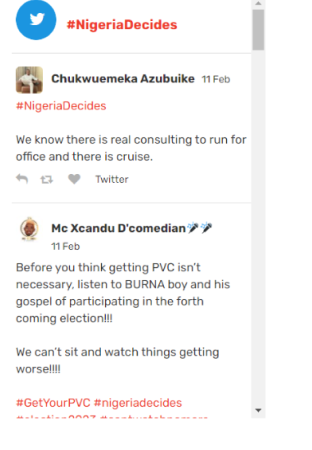 #NigeriaDecides
Chukwuemeka Azubuike 11 Feb
#NigeriaDecides
We know there is real consulting to run for
office and there is cruise.
Twitter
Mc Xcandu D'comedian🎤🎤
11 Feb
Before you think getting PVC isn't
necessary, listen to BURNA boy and his
gospel of participating in the forth
coming election!!!
We can't sit and watch things getting
worse!!!!
#GetYourPVC #nigeriadecides